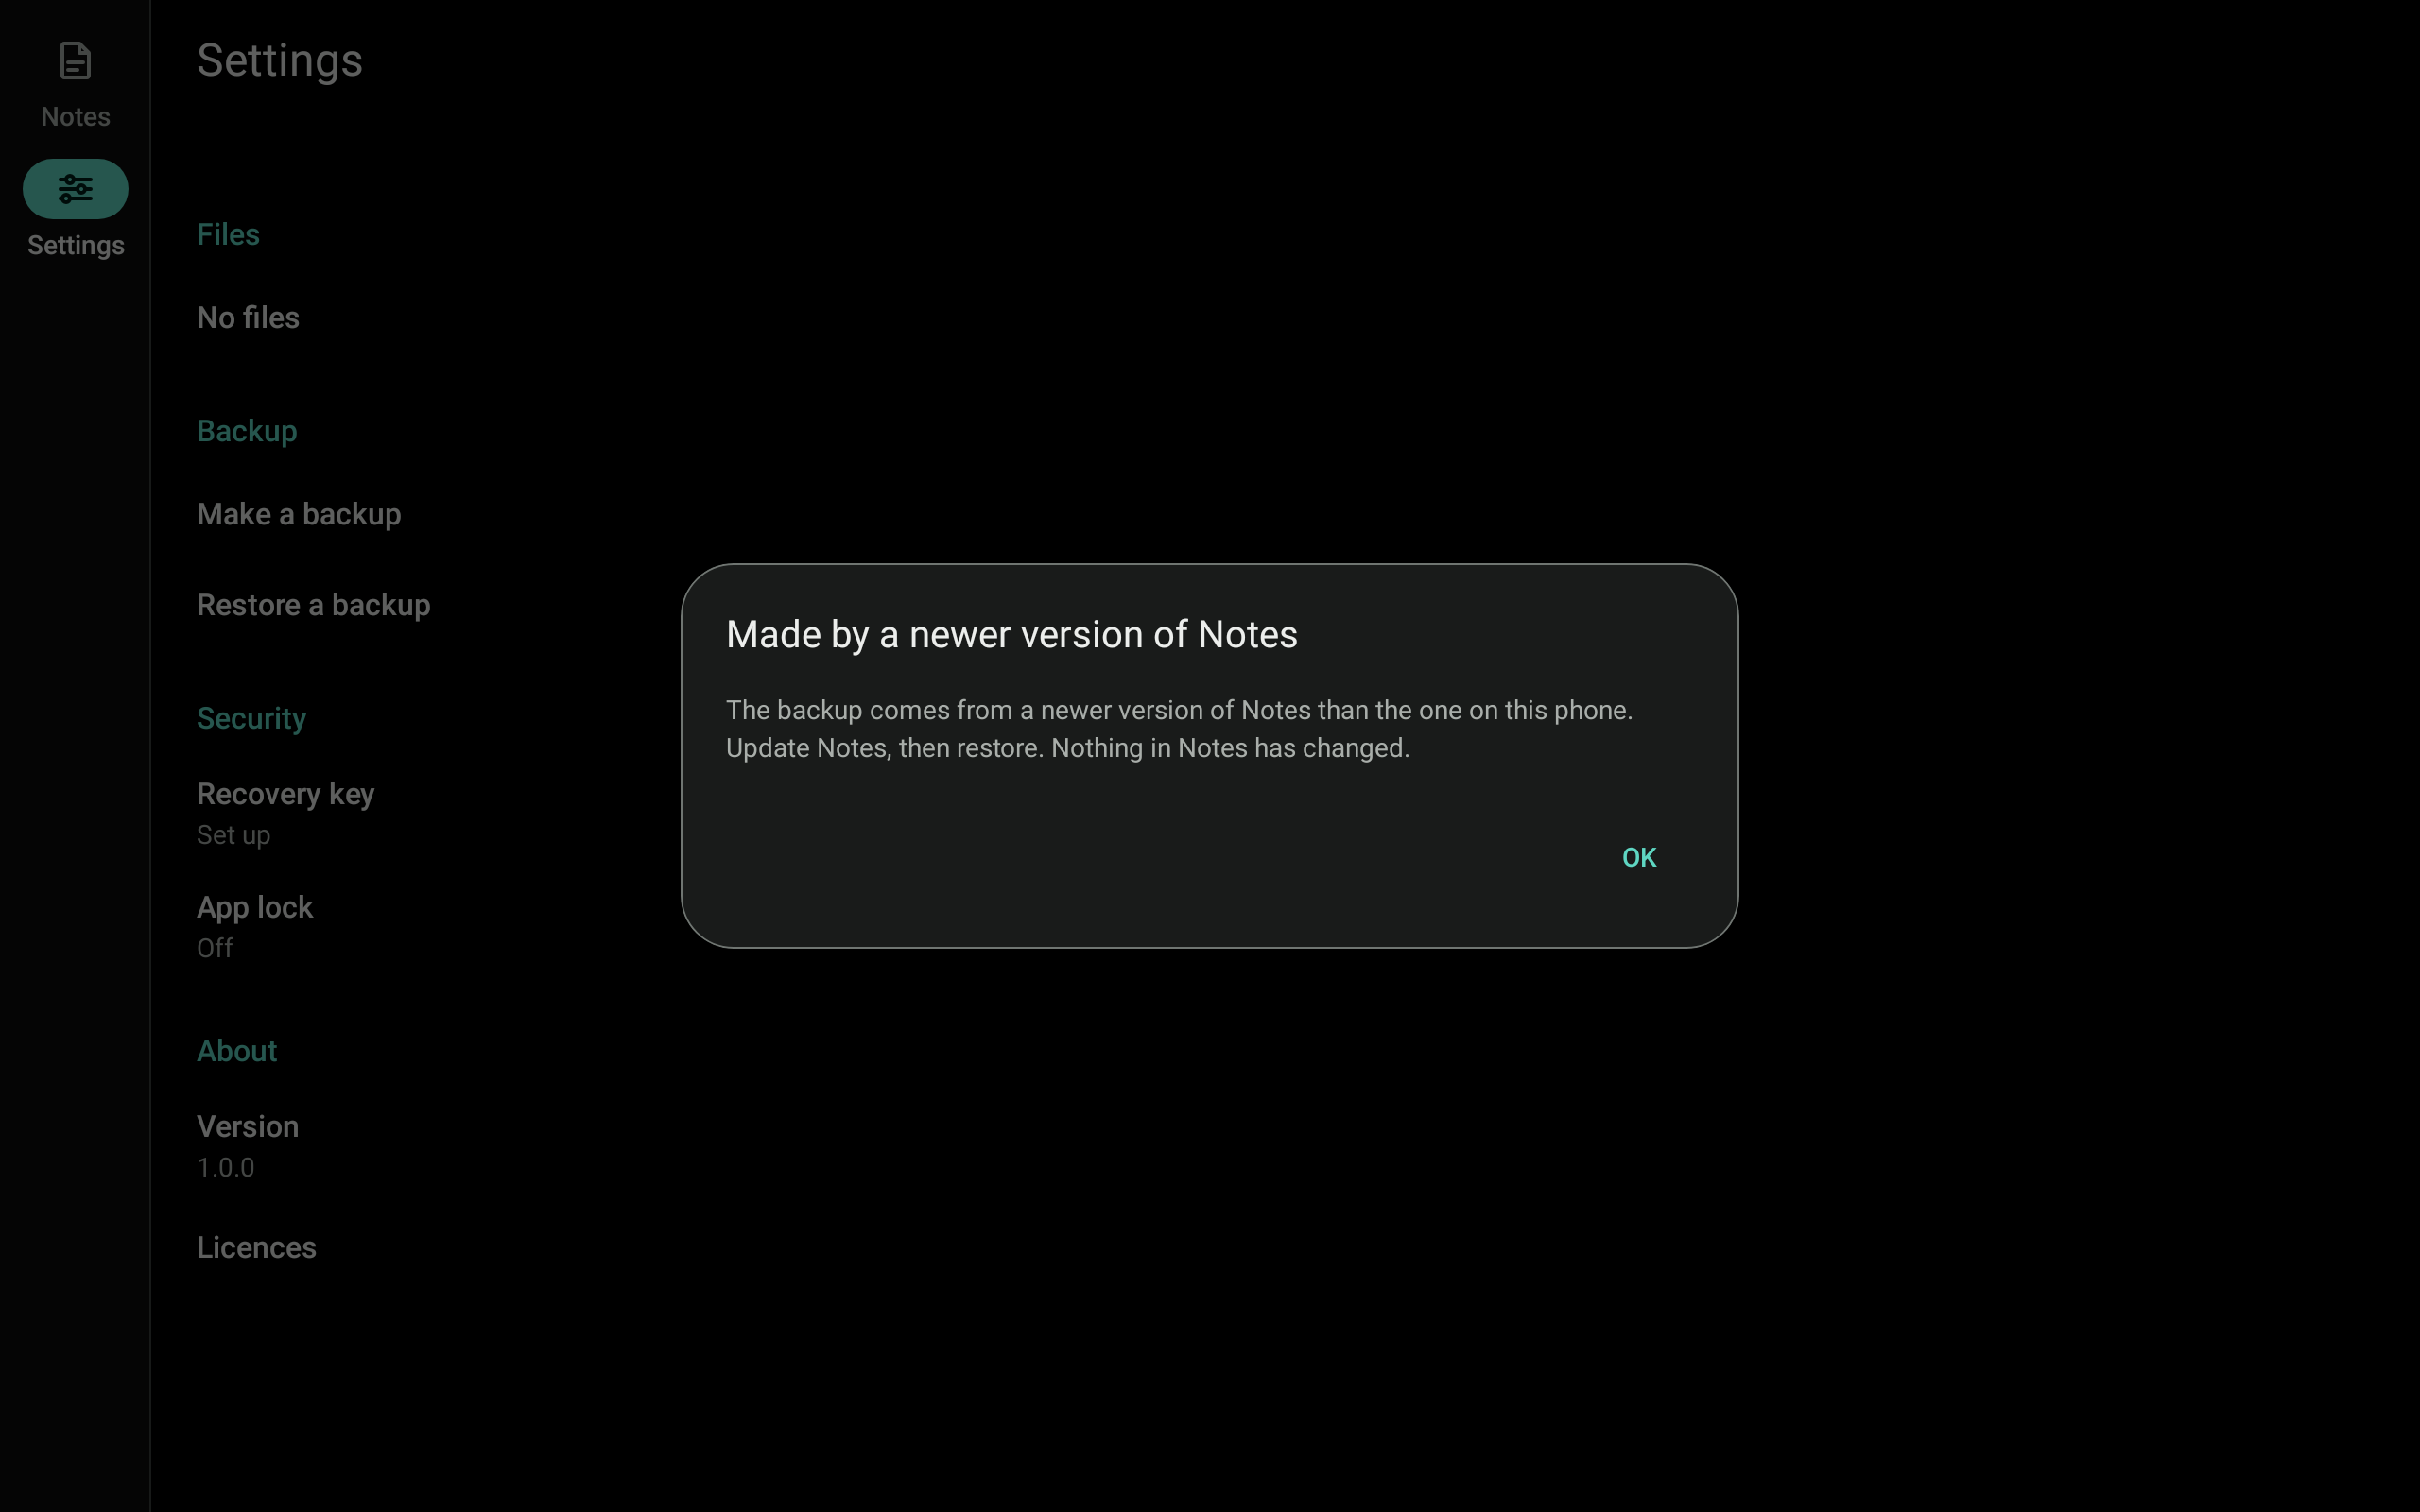 Notes
Settings
Settings
Files
No files
Backup
Make a backup
Restore a backup
Security
Recovery key
Set up
App lock
Off
About
Version
1.0.0
Licences
Made by a newer version of Notes
The backup comes from a newer version of Notes than the one on this phone.
Update Notes, then restore. Nothing in Notes has changed.
OK